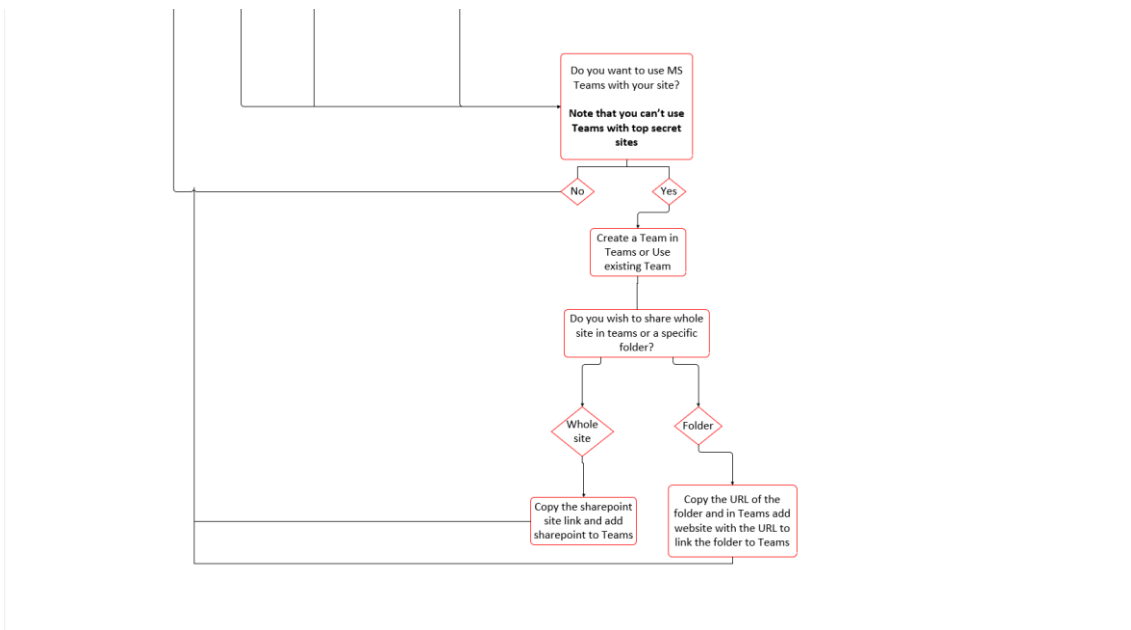 Do you want to use MS
Teams with your site?
Note that you can't use
Teams with top secret
sites
No
Yes
Create a Team in
Teams or Use
existing Team
Do you wish to share whole
site in teams or a specific
folder?
Whole
site
Folder
Copy the sharepoint
site link and add
sharepoint to Teams
Copy the URL of the
folder and in Teams add
website with the URL to
link the folder to Teams